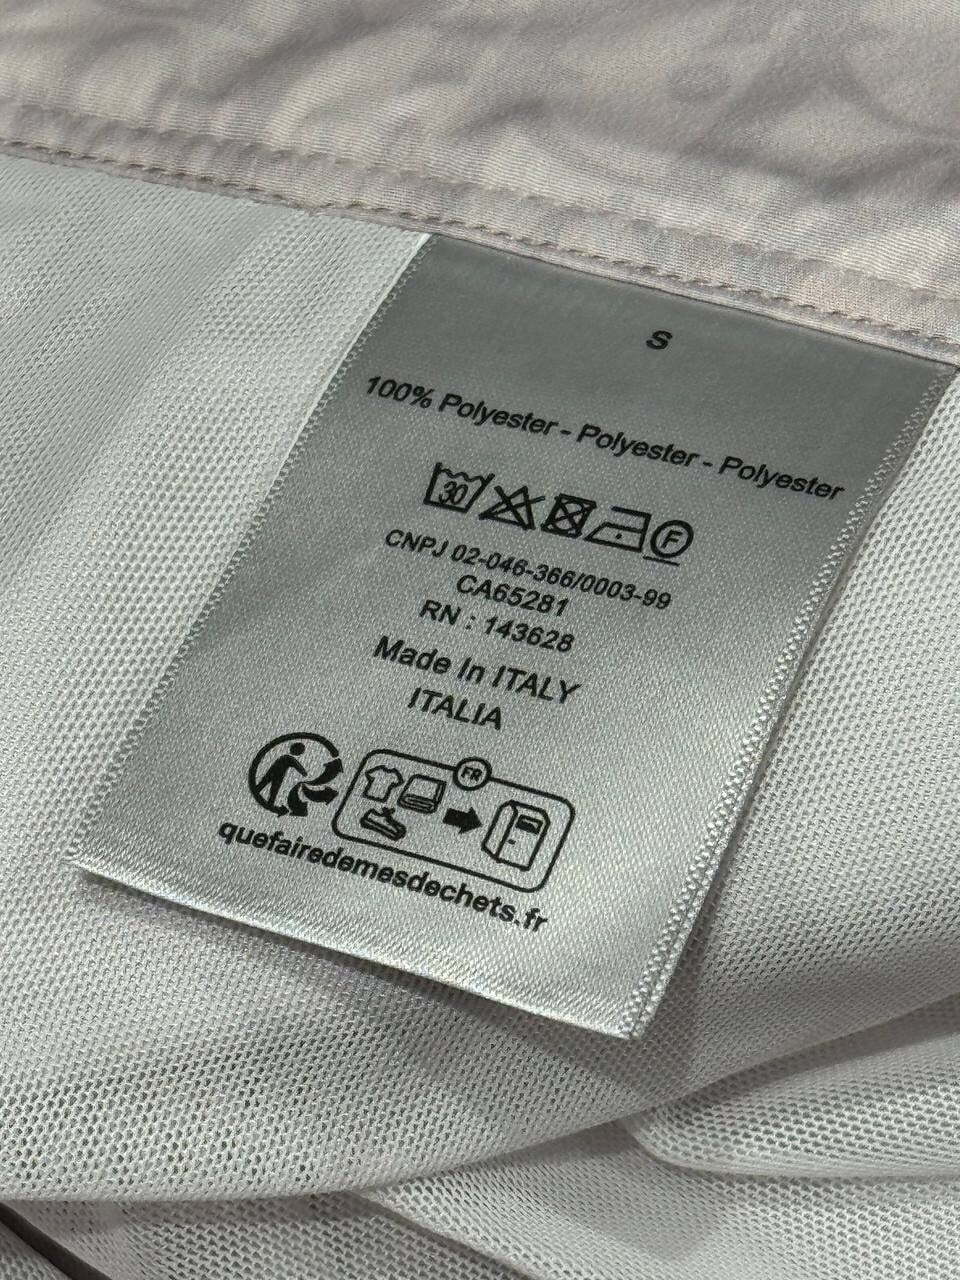 S
100% Polyester - Polyester - Polyester
30 F
CNPJ 02-046-366/0003-99
CA65281
RN : 143628
Made In ITALY
ITALIA
FR
quefairedemesdechets.fr